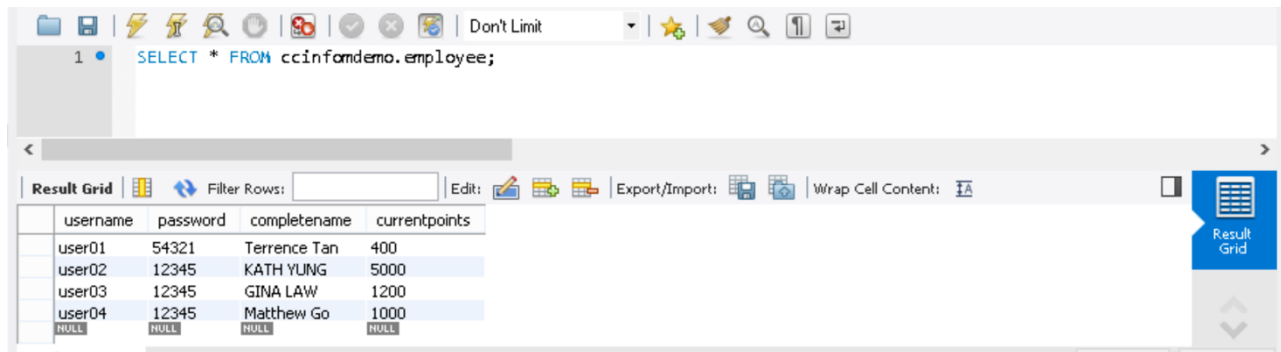 Don't Limit
1 SELECT * FROM ccinfomdemo.employee;
Result Grid Filter Rows: Edit: Export/Import: Wrap Cell Content:
username password completename currentpoints
user01 54321 Terrence Tan 400
user02 12345 KATH YUNG 5000
user03 12345 GINA LAW 1200
user04 12345 Matthew Go 1000
NULL NULL NULL NULL
Result
Grid